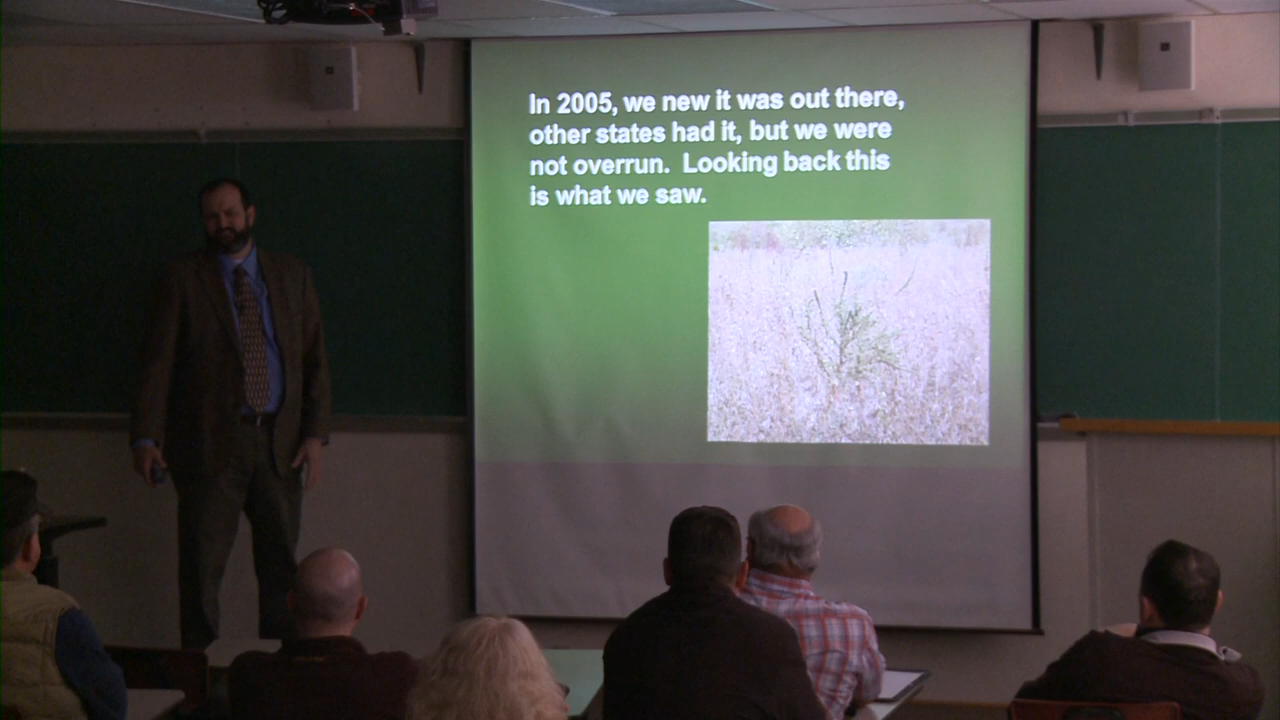 In 2005, we new it was out there,
other states had it, but we were
not overrun. Looking back this
is what we saw.